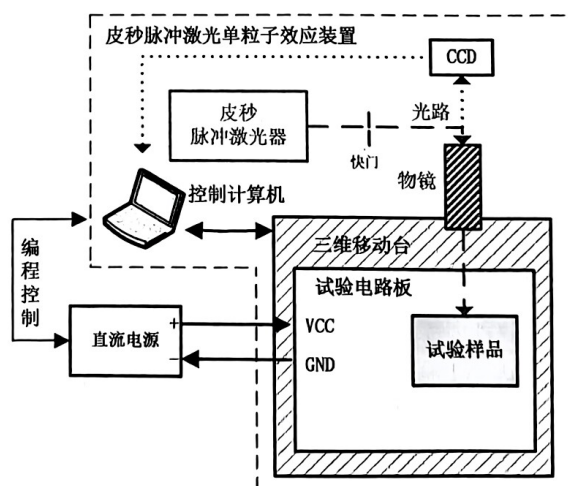 皮秒脉冲激光单粒子效应装置
CCD
皮秒
脉冲激光器
光路
快门
物镜
控制计算机
编程控制
三维移动台
试验电路板
直流电源
+
−
VCC
GND
试验样品